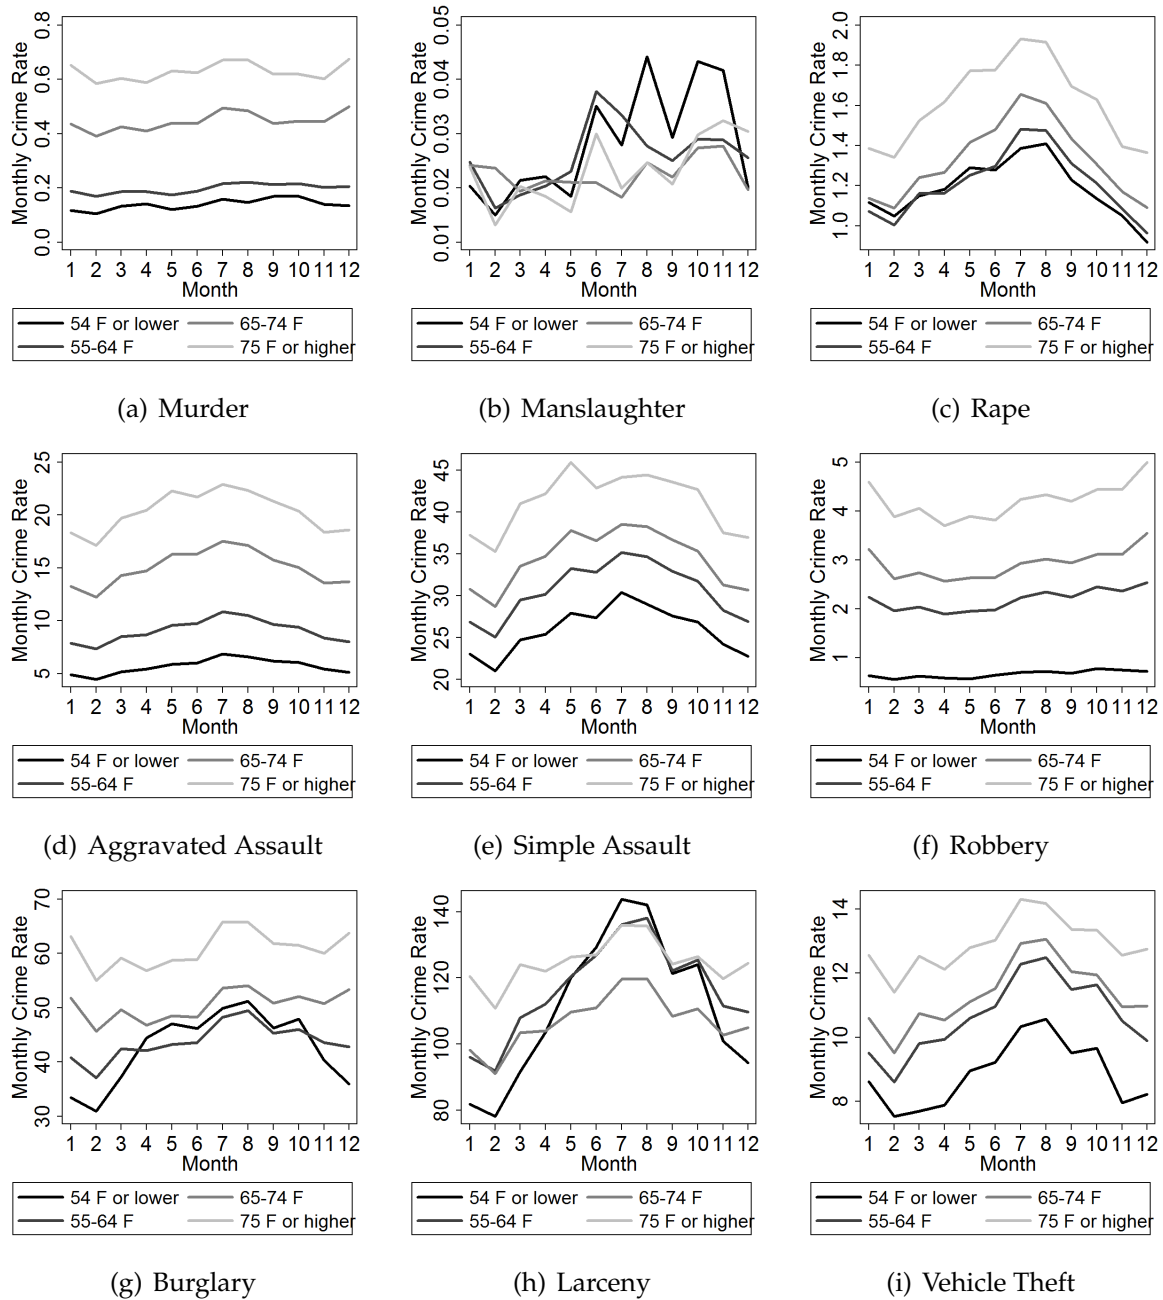 Monthly Crime Rate
0.0 0.2 0.4 0.6 0.8
1 2 3 4 5 6 7 8 9 10 11 12
Month
54 F or lower 65-74 F
55-64 F 75 F or higher
(a) Murder
Monthly Crime Rate
0.01 0.02 0.03 0.04 0.05
1 2 3 4 5 6 7 8 9 10 11 12
Month
54 F or lower 65-74 F
55-64 F 75 F or higher
(b) Manslaughter
Monthly Crime Rate
1.0 1.2 1.4 1.6 1.8 2.0
1 2 3 4 5 6 7 8 9 10 11 12
Month
54 F or lower 65-74 F
55-64 F 75 F or higher
(c) Rape
Monthly Crime Rate
5 10 15 20 25
1 2 3 4 5 6 7 8 9 10 11 12
Month
54 F or lower 65-74 F
55-64 F 75 F or higher
(d) Aggravated Assault
Monthly Crime Rate
20 25 30 35 40 45
1 2 3 4 5 6 7 8 9 10 11 12
Month
54 F or lower 65-74 F
55-64 F 75 F or higher
(e) Simple Assault
Monthly Crime Rate
1 2 3 4 5
1 2 3 4 5 6 7 8 9 10 11 12
Month
54 F or lower 65-74 F
55-64 F 75 F or higher
(f) Robbery
Monthly Crime Rate
30 40 50 60 70
1 2 3 4 5 6 7 8 9 10 11 12
Month
54 F or lower 65-74 F
55-64 F 75 F or higher
(g) Burglary
Monthly Crime Rate
80 100 120 140
1 2 3 4 5 6 7 8 9 10 11 12
Month
54 F or lower 65-74 F
55-64 F 75 F or higher
(h) Larceny
Monthly Crime Rate
8 10 12 14
1 2 3 4 5 6 7 8 9 10 11 12
Month
54 F or lower 65-74 F
55-64 F 75 F or higher
(i) Vehicle Theft